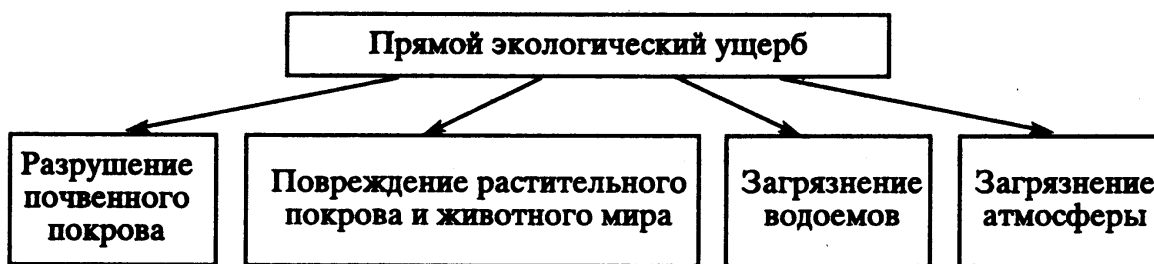 Прямой экологический ущерб
Разрушение
почвенного
покрова
Повреждение растительного
покрова и животного мира
Загрязнение
водоемов
Загрязнение
атмосферы